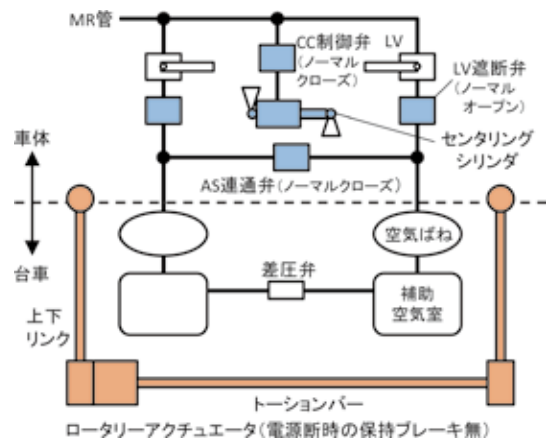 MR管
CC制御弁
(ノーマル
クローズ)
LV
LV遮断弁
(ノーマル
オープン)
センタリング
シリンダ
車体
AS連通弁(ノーマルクローズ)
台車
空気ばね
差圧弁
補助
空気室
上下
リンク
トーションバー
ロータリーアクチュエータ(電源断時の保持ブレーキ無)